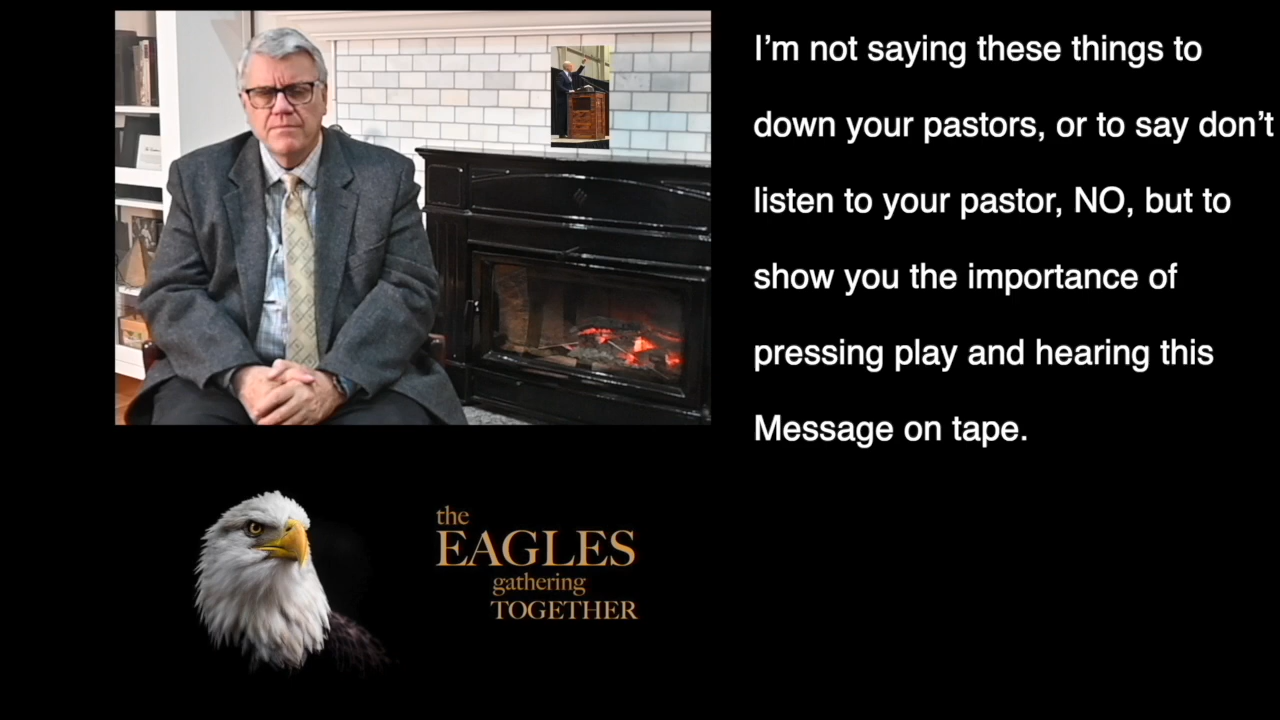 I'm not saying these things to
down your pastors, or to say don't
listen to your pastor, NO, but to
show you the importance of
pressing play and hearing this
Message on tape.
the
EAGLES
gathering
TOGETHER